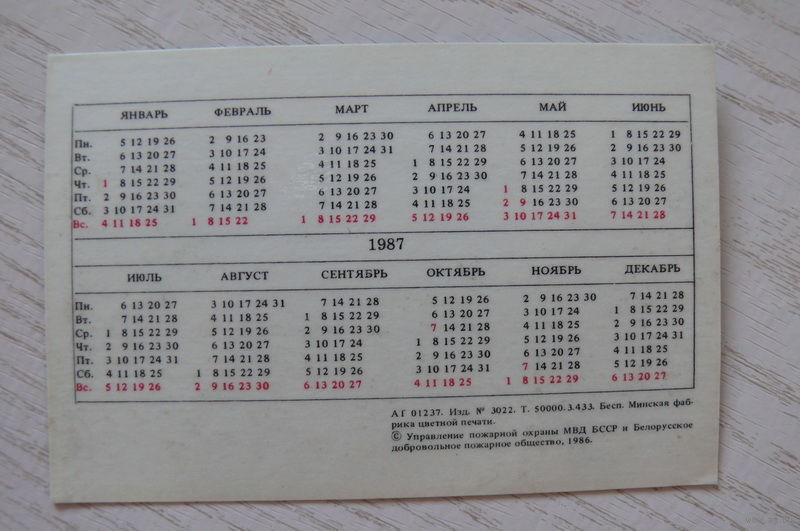 ЯНВАРЬ ФЕВРАЛЬ МАРТ АПРЕЛЬ МАЙ ИЮНЬ
Пн. 5 12 19 26 2 9 16 23 2 9 16 23 30 6 13 20 27 4 11 18 25 1 8 15 22 29
Вт. 6 13 20 27 3 10 17 24 3 10 17 24 31 7 14 21 28 5 12 19 26 2 9 16 23 30
Ср. 7 14 21 28 4 11 18 25 4 11 18 25 1 8 15 22 29 6 13 20 27 3 10 17 24
Чт. 1 8 15 22 29 5 12 19 26 5 12 19 26 2 9 16 23 30 7 14 21 28 4 11 18 25
Пт. 2 9 16 23 30 6 13 20 27 6 13 20 27 3 10 17 24 1 8 15 22 29 5 12 19 26
Сб. 3 10 17 24 31 7 14 21 28 7 14 21 28 4 11 18 25 2 9 16 23 30 6 13 20 27
Вс. 4 11 18 25 1 8 15 22 1 8 15 22 29 5 12 19 26 3 10 17 24 31 7 14 21 28
1987
ИЮЛЬ АВГУСТ СЕНТЯБРЬ ОКТЯБРЬ НОЯБРЬ ДЕКАБРЬ
Пн. 6 13 20 27 3 10 17 24 31 7 14 21 28 5 12 19 26 2 9 16 23 30 7 14 21 28
Вт. 7 14 21 28 4 11 18 25 1 8 15 22 29 6 13 20 27 3 10 17 24 1 8 15 22 29
Ср. 1 8 15 22 29 5 12 19 26 2 9 16 23 30 7 14 21 28 4 11 18 25 2 9 16 23 30
Чт. 2 9 16 23 30 6 13 20 27 3 10 17 24 1 8 15 22 29 5 12 19 26 3 10 17 24 31
Пт. 3 10 17 24 31 7 14 21 28 4 11 18 25 2 9 16 23 30 6 13 20 27 4 11 18 25
Сб. 4 11 18 25 1 8 15 22 29 5 12 19 26 3 10 17 24 31 7 14 21 28 5 12 19 26
Вс. 5 12 19 26 2 9 16 23 30 6 13 20 27 4 11 18 25 1 8 15 22 29 6 13 20 27
АГ 01237. Изд. № 3022. Т. 50000.3.433. Бесп. Минская фаб-
рика цветной печати.
© Управление пожарной охраны МВД БССР и Белорусское
добровольное пожарное общество, 1986.